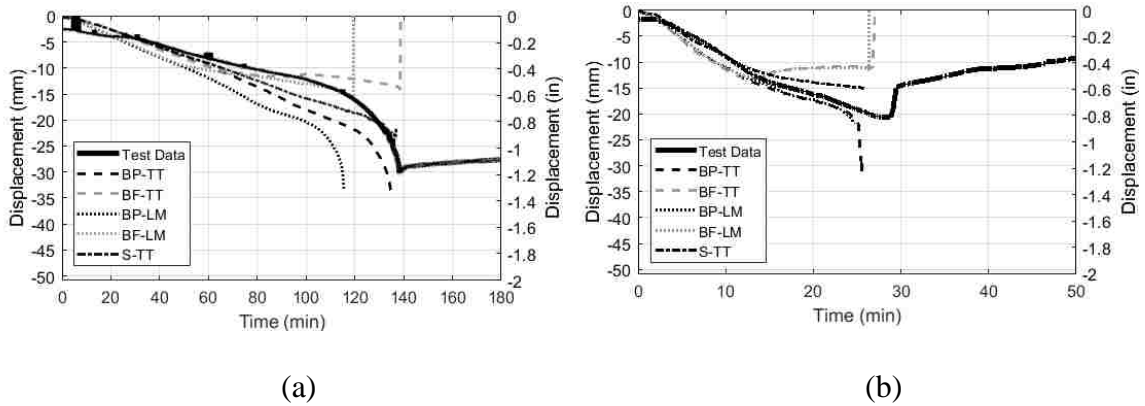 0
-5
-10
-15
-20
-25
-30
-35
-40
-45
-50
Displacement (mm)
0
-0.2
-0.4
-0.6
-0.8
-1
-1.2
-1.4
-1.6
-1.8
-2
Displacement (in)
Test Data
BP-TT
BF-TT
BP-LM
BF-LM
S-TT
0 20 40 60 80 100 120 140 160 180
Time (min)
(a)
0
-5
-10
-15
-20
-25
-30
-35
-40
-45
-50
Displacement (mm)
0
-0.2
-0.4
-0.6
-0.8
-1
-1.2
-1.4
-1.6
-1.8
-2
Displacement (in)
Test Data
BP-TT
BF-TT
BP-LM
BF-LM
S-TT
0 10 20 30 40 50
Time (min)
(b)